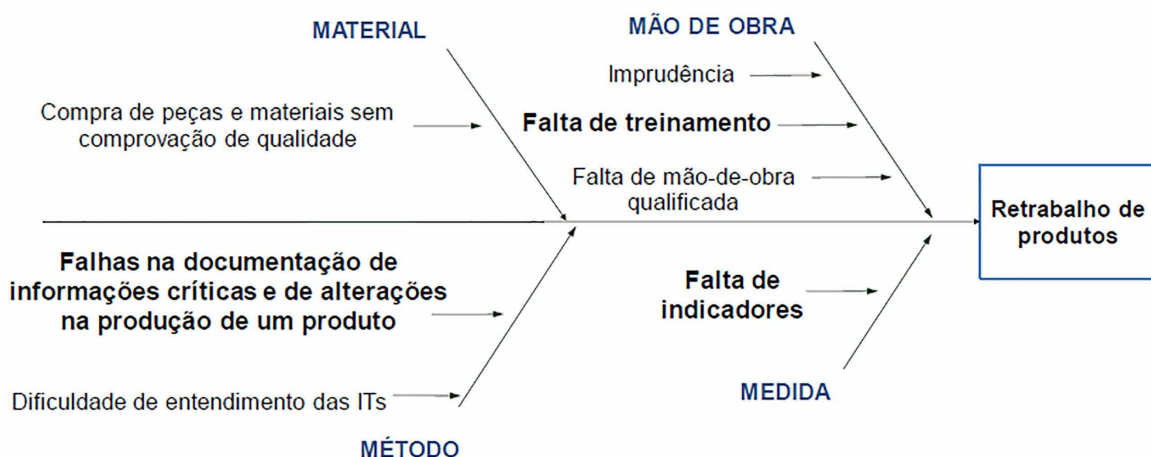 MATERIAL
MÃO DE OBRA
Imprudência
Compra de peças e materiais sem
comprovação de qualidade
Falta de treinamento
Falta de mão-de-obra
qualificada
Retrabalho de
produtos
Falhas na documentação de
informações críticas e de alterações
na produção de um produto
Falta de
indicadores
Dificuldade de entendimento das ITs
MEDIDA
MÉTODO